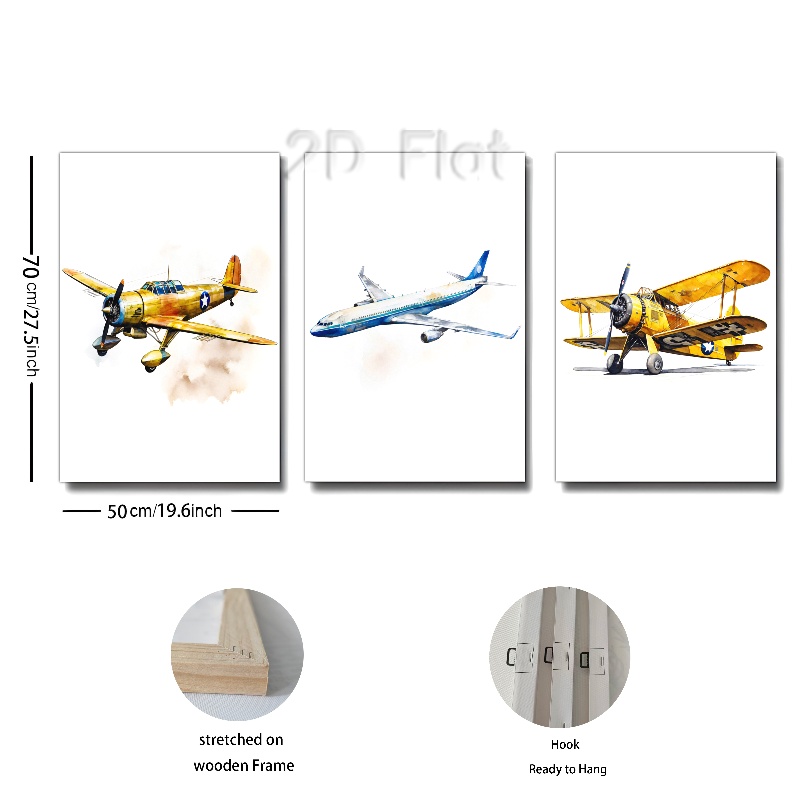 2D Flat
70 cm/27.5inch
50cm/19.6inch
stretched on
wooden Frame
Hook
Ready to Hang